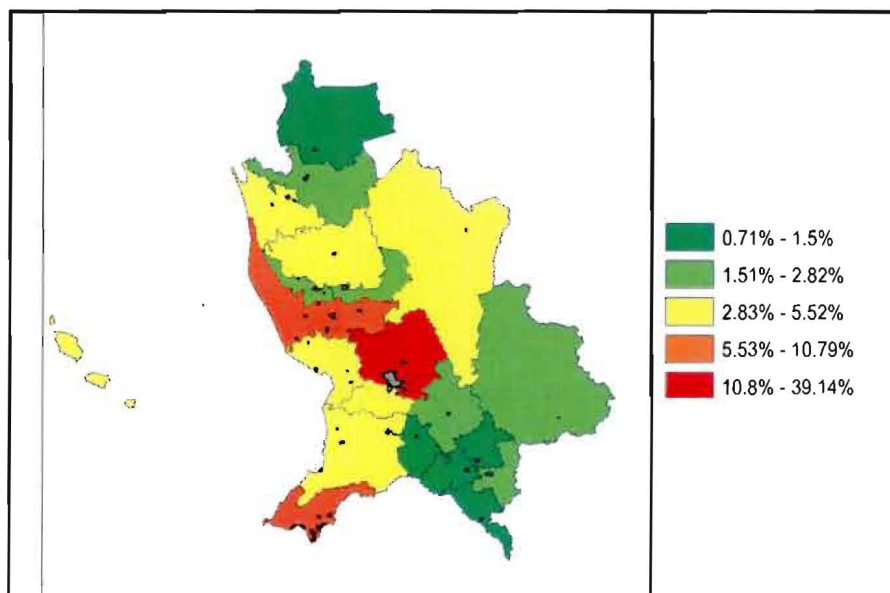 0.71% - 1.5%
1.51% - 2.82%
2.83% - 5.52%
5.53% - 10.79%
10.8% - 39.14%